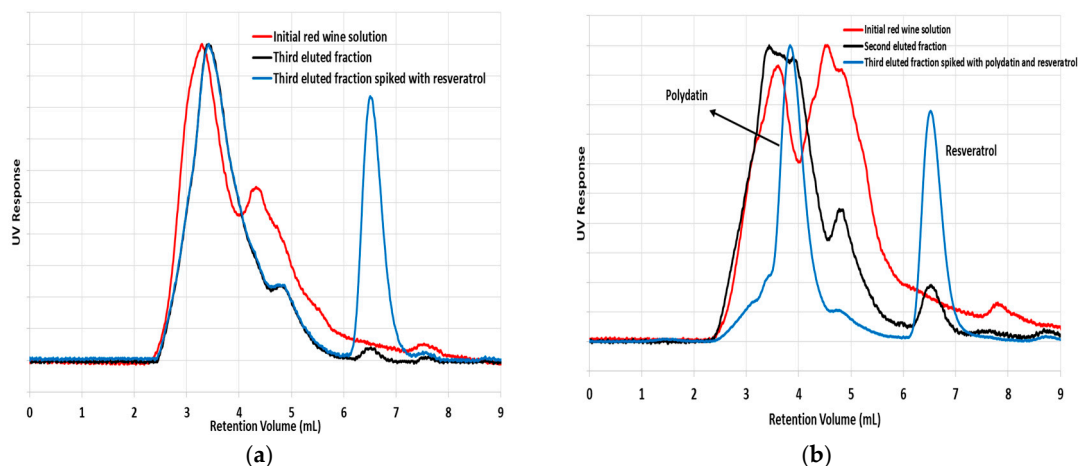 Initial red wine solution
Third eluted fraction
Third eluted fraction spiked with resveratrol
UV Response
0 1 2 3 4 5 6 7 8 9
Retention Volume (mL)
(a)
Initial red wine solution
Second eluted fraction
Third eluted fraction spiked with polydatin and resveratrol
Polydatin
Resveratrol
UV Response
0 1 2 3 4 5 6 7 8 9
Retention Volume (mL)
(b)